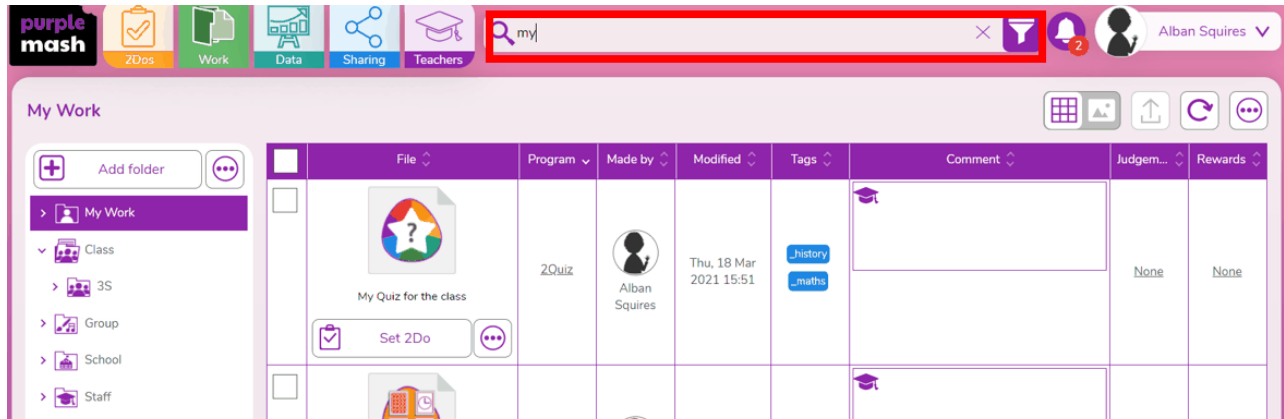 purple
mash
2Dos
Work
Data
Sharing
Teachers
my
2
Alban Squires
My Work
Add folder
My Work
Class
3S
Group
School
Staff
File
Program
Made by
Modified
Tags
Comment
Judgem...
Rewards
?
My Quiz for the class
Set 2Do
2Quiz
Alban
Squires
Thu, 18 Mar
2021 15:51
_history
_maths
None
None